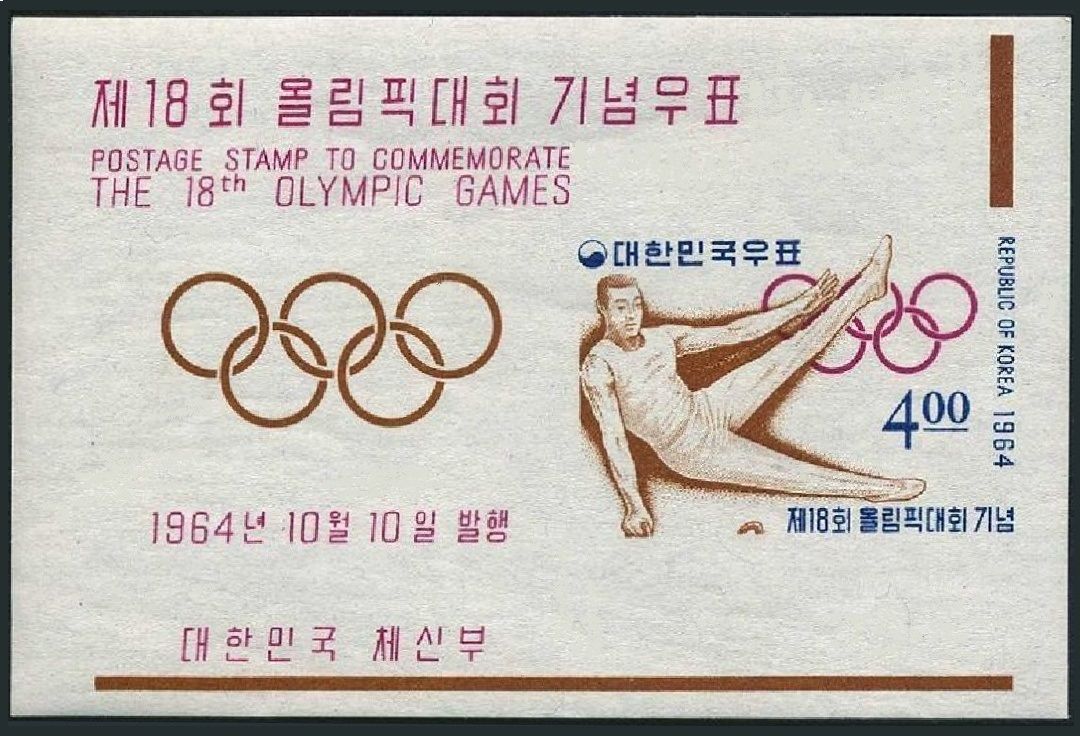 제18회 올림픽대회 기념우표
POSTAGE STAMP TO COMMEMORATE
THE 18th OLYMPIC GAMES
대한민국우표
REPUBLIC OF KOREA 1964
4.00
제18회 올림픽대회기념
1964년 10월 10일 발행
대한민국 체신부